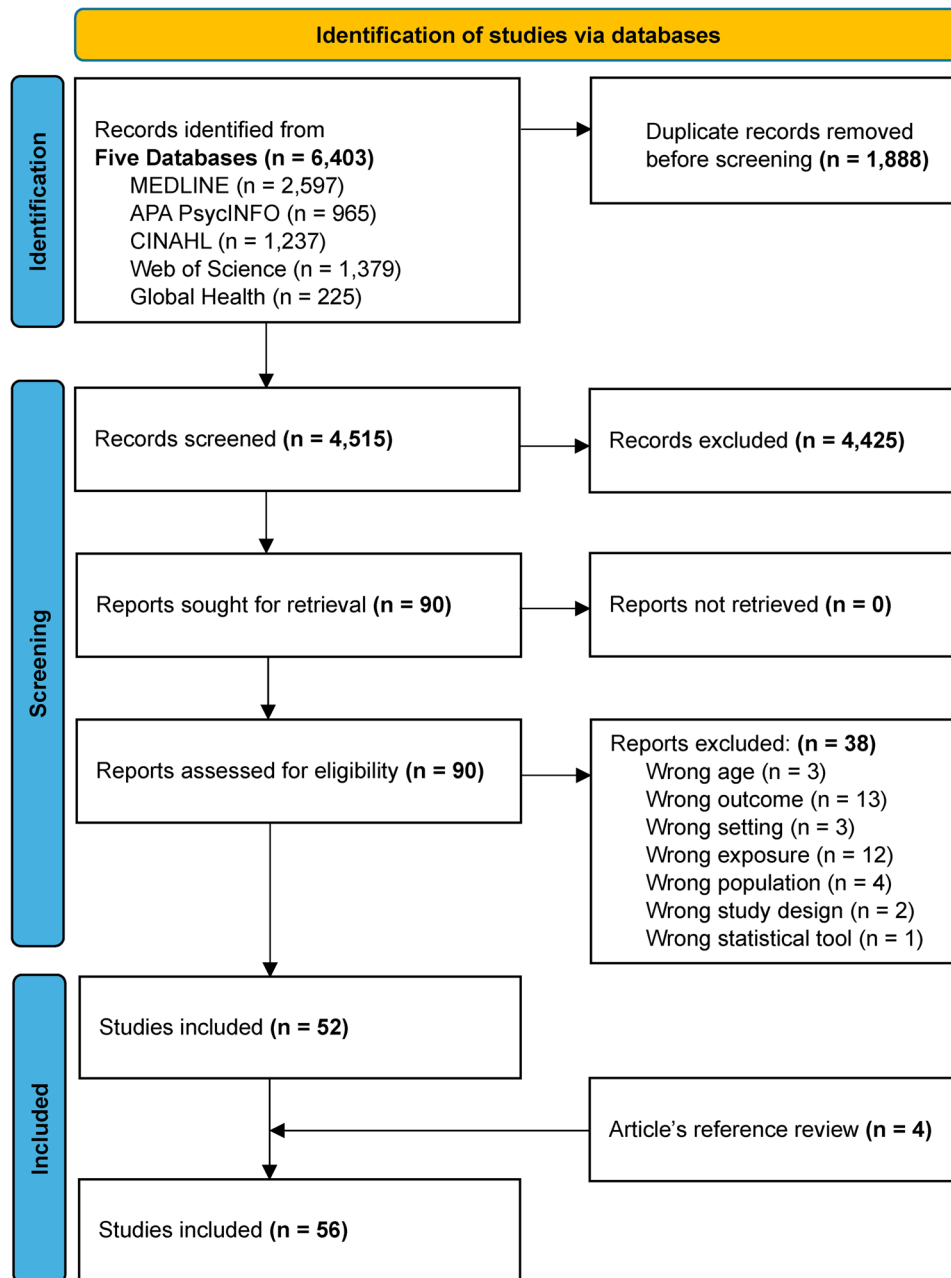 Identification of studies via databases
Identification
Records identified from
Five Databases (n = 6,403)
MEDLINE (n = 2,597)
APA PsycINFO (n = 965)
CINAHL (n = 1,237)
Web of Science (n = 1,379)
Global Health (n = 225)
Duplicate records removed
before screening (n = 1,888)
Screening
Records screened (n = 4,515)
Records excluded (n = 4,425)
Reports sought for retrieval (n = 90)
Reports not retrieved (n = 0)
Reports assessed for eligibility (n = 90)
Reports excluded: (n = 38)
Wrong age (n = 3)
Wrong outcome (n = 13)
Wrong setting (n = 3)
Wrong exposure (n = 12)
Wrong population (n = 4)
Wrong study design (n = 2)
Wrong statistical tool (n = 1)
Included
Studies included (n = 52)
Article’s reference review (n = 4)
Studies included (n = 56)